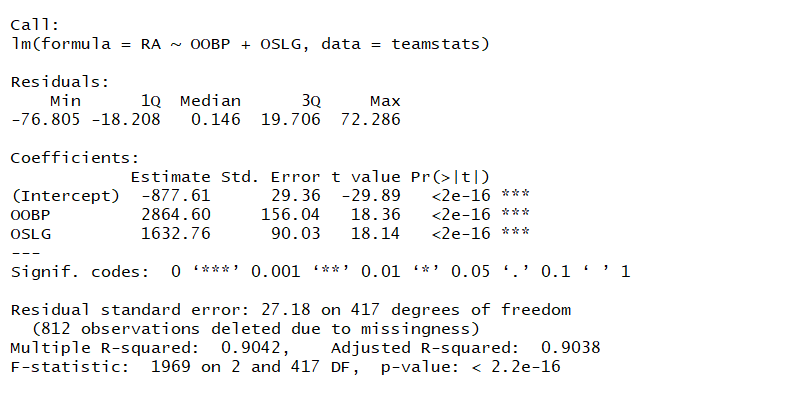 Call:
lm(formula = RA ~ OOBP + OSLG, data = teamstats)
Residuals:
Min 1Q Median 3Q Max
-76.805 -18.208 0.146 19.706 72.286
Coefficients:
Estimate Std. Error t value Pr(>|t|)
(Intercept) -877.61 29.36 -29.89 <2e-16 ***
OOBP 2864.60 156.04 18.36 <2e-16 ***
OSLG 1632.76 90.03 18.14 <2e-16 ***
---
Signif. codes: 0 ‘***’ 0.001 ‘**’ 0.01 ‘*’ 0.05 ‘.’ 0.1 ‘ ’ 1
Residual standard error: 27.18 on 417 degrees of freedom
(812 observations deleted due to missingness)
Multiple R-squared: 0.9042, Adjusted R-squared: 0.9038
F-statistic: 1969 on 2 and 417 DF, p-value: < 2.2e-16